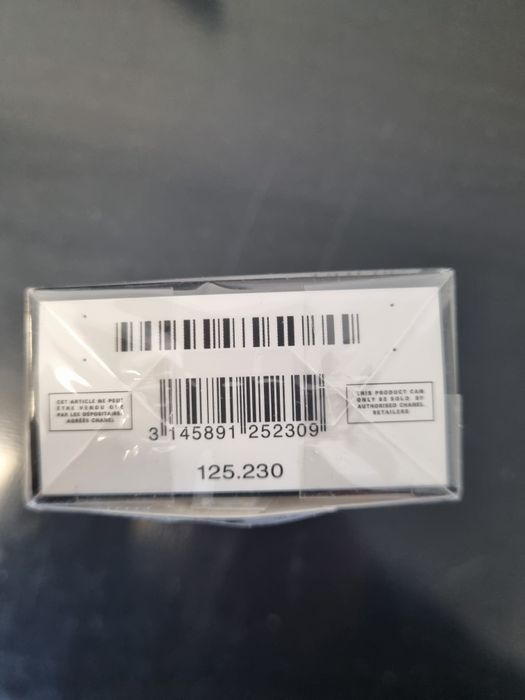 CET ARTICLE NE PEUT
ÊTRE VENDU QUE
PAR LES DÉPOSITAIRES
AGRÉÉS CHANEL
THIS PRODUCT CAN
ONLY BE SOLD BY
AUTHORISED CHANEL
RETAILERS
3 145891 252309
125.230